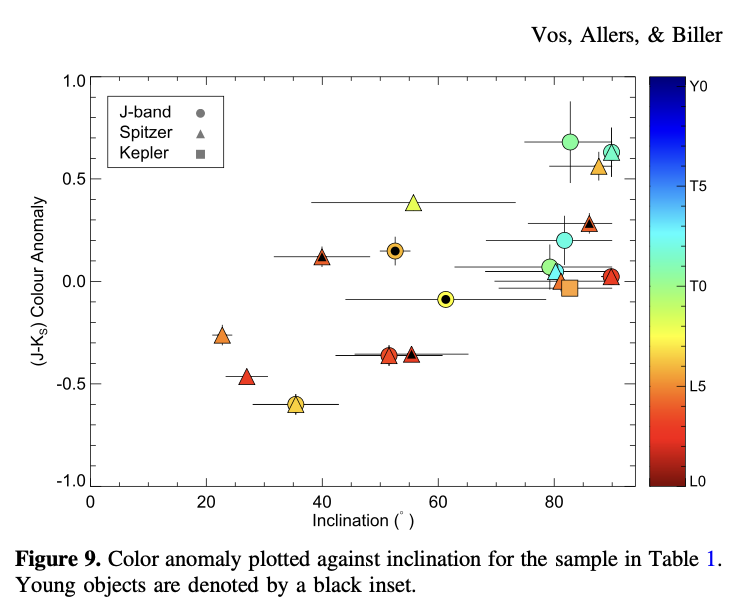 Vos, Allers, & Biller
1.0
0.5
0.0
-0.5
-1.0
(J-KS) Colour Anomaly
J-band
Spitzer
Kepler
0
20
40
60
80
Inclination (°)
Y0
T5
T0
L5
L0
Figure 9. Color anomaly plotted against inclination for the sample in Table 1.
Young objects are denoted by a black inset.